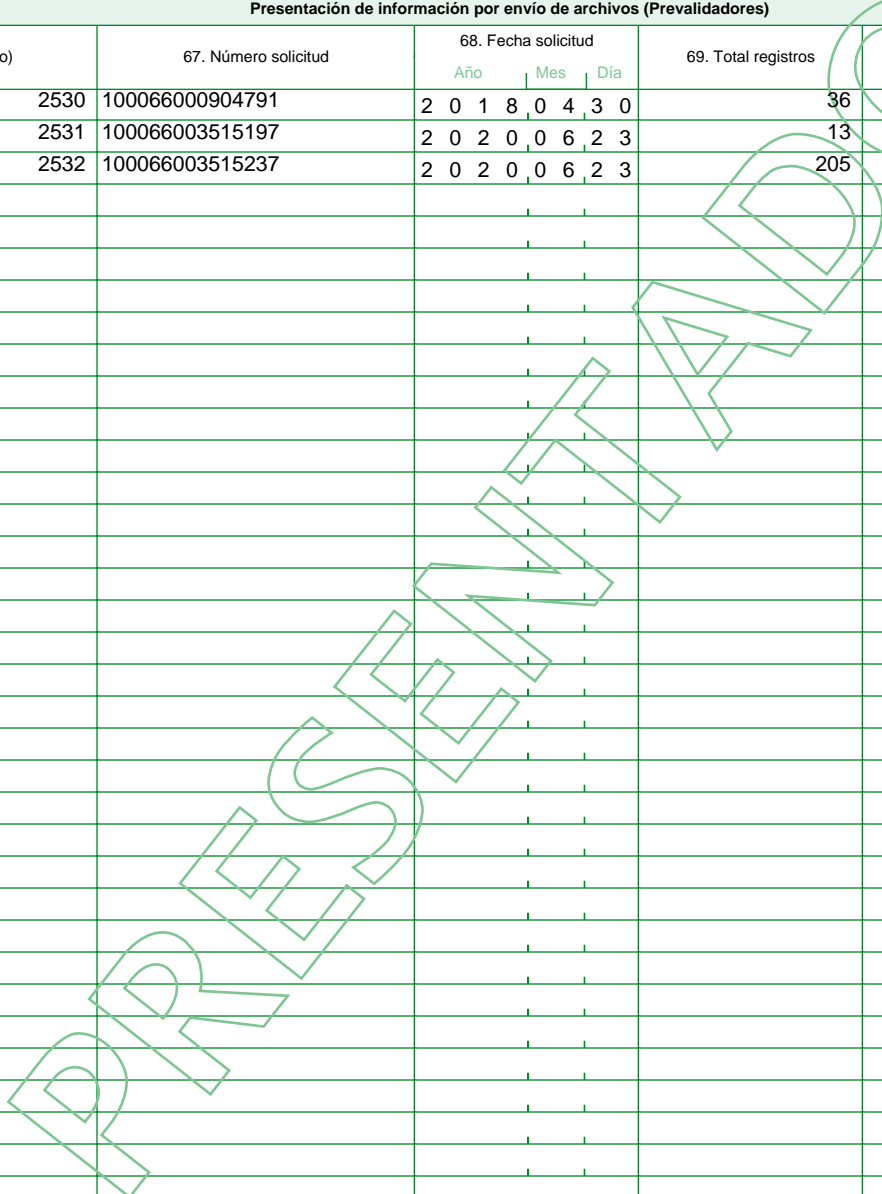 Presentación de información por envío de archivos (Prevalidadores)
o) 67. Número solicitud 68. Fecha solicitud 69. Total registros
Año Mes Día
2530 100066000904791 2 0 1 8 0 4 3 0 36
2531 100066003515197 2 0 2 0 0 6 2 3 13
2532 100066003515237 2 0 2 0 0 6 2 3 205
PRESENTADO